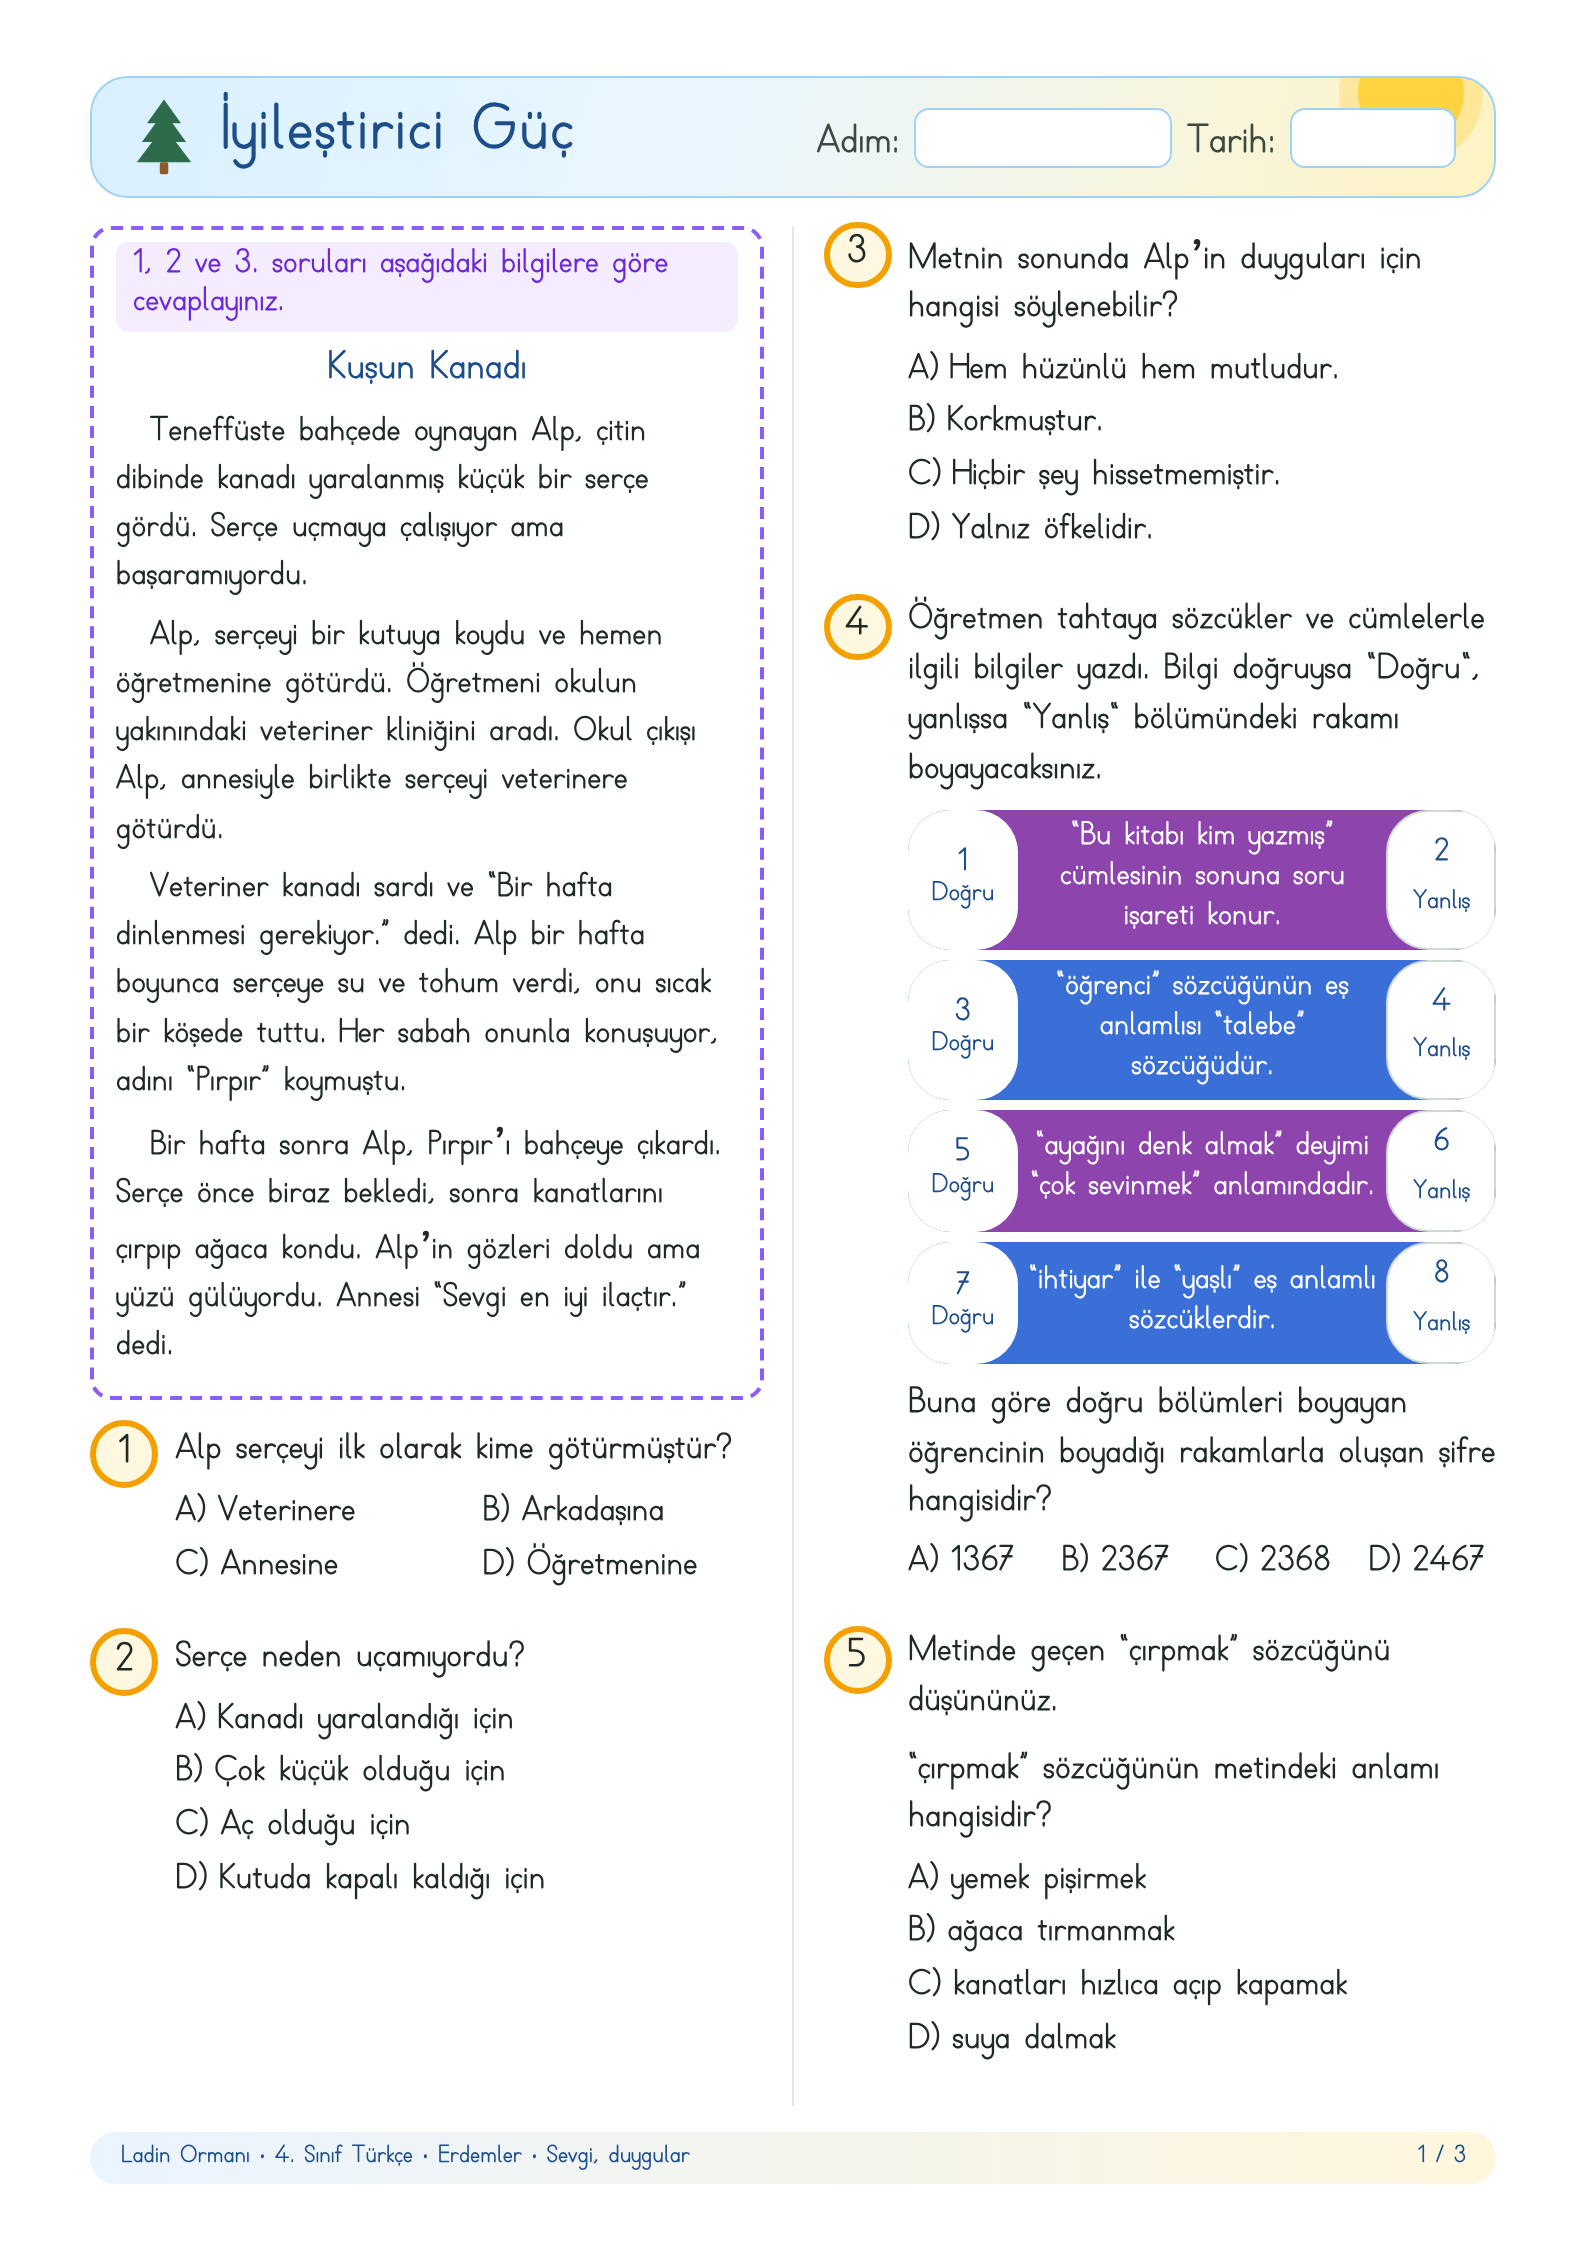 İyileştirici Güç
Adım:
Tarih:
1, 2 ve 3. soruları aşağıdaki bilgilere göre
cevaplayınız.
Kuşun Kanadı
Teneffüste bahçede oynayan Alp, çitin
dibinde kanadı yaralanmış küçük bir serçe
gördü. Serçe uçmaya çalışıyor ama
başaramıyordu.
Alp, serçeyi bir kutuya koydu ve hemen
öğretmenine götürdü. Öğretmeni okulun
yakınındaki veteriner kliniğini aradı. Okul çıkışı
Alp, annesiyle birlikte serçeyi veterinere
götürdü.
Veteriner kanadı sardı ve “Bir hafta
dinlenmesi gerekiyor.” dedi. Alp bir hafta
boyunca serçeye su ve tohum verdi, onu sıcak
bir köşede tuttu. Her sabah onunla konuşuyor,
adını “Pırpır” koymuştu.
Bir hafta sonra Alp, Pırpır’ı bahçeye çıkardı.
Serçe önce biraz bekledi, sonra kanatlarını
çırpıp ağaca kondu. Alp’in gözleri doldu ama
yüzü gülüyordu. Annesi “Sevgi en iyi ilaçtır.”
dedi.
1
Alp serçeyi ilk olarak kime götürmüştür?
A) Veterinere
B) Arkadaşına
C) Annesine
D) Öğretmenine
2
Serçe neden uçamıyordu?
A) Kanadı yaralandığı için
B) Çok küçük olduğu için
C) Aç olduğu için
D) Kutuda kapalı kaldığı için
3
Metnin sonunda Alp’in duyguları için
hangisi söylenebilir?
A) Hem hüzünlü hem mutludur.
B) Korkmuştur.
C) Hiçbir şey hissetmemiştir.
D) Yalnız öfkelidir.
4
Öğretmen tahtaya sözcükler ve cümlelerle
ilgili bilgiler yazdı. Bilgi doğruysa “Doğru“,
yanlışsa “Yanlış“ bölümündeki rakamı
boyayacaksınız.
1
Doğru
“Bu kitabı kim yazmış”
cümlesinin sonuna soru
işareti konur.
2
Yanlış
3
Doğru
“öğrenci” sözcüğünün eş
anlamlısı “talebe”
sözcüğüdür.
4
Yanlış
5
Doğru
“ayağını denk almak” deyimi
“çok sevinmek” anlamındadır.
6
Yanlış
7
Doğru
“ihtiyar” ile “yaşlı” eş anlamlı
sözcüklerdir.
8
Yanlış
Buna göre doğru bölümleri boyayan
öğrencinin boyadığı rakamlarla oluşan şifre
hangisidir?
A) 1367
B) 2367
C) 2368
D) 2467
5
Metinde geçen “çırpmak” sözcüğünü
düşününüz.
“çırpmak” sözcüğünün metindeki anlamı
hangisidir?
A) yemek pişirmek
B) ağaca tırmanmak
C) kanatları hızlıca açıp kapamak
D) suya dalmak
Ladin Ormanı • 4. Sınıf Türkçe • Erdemler • Sevgi, duygular
1 / 3